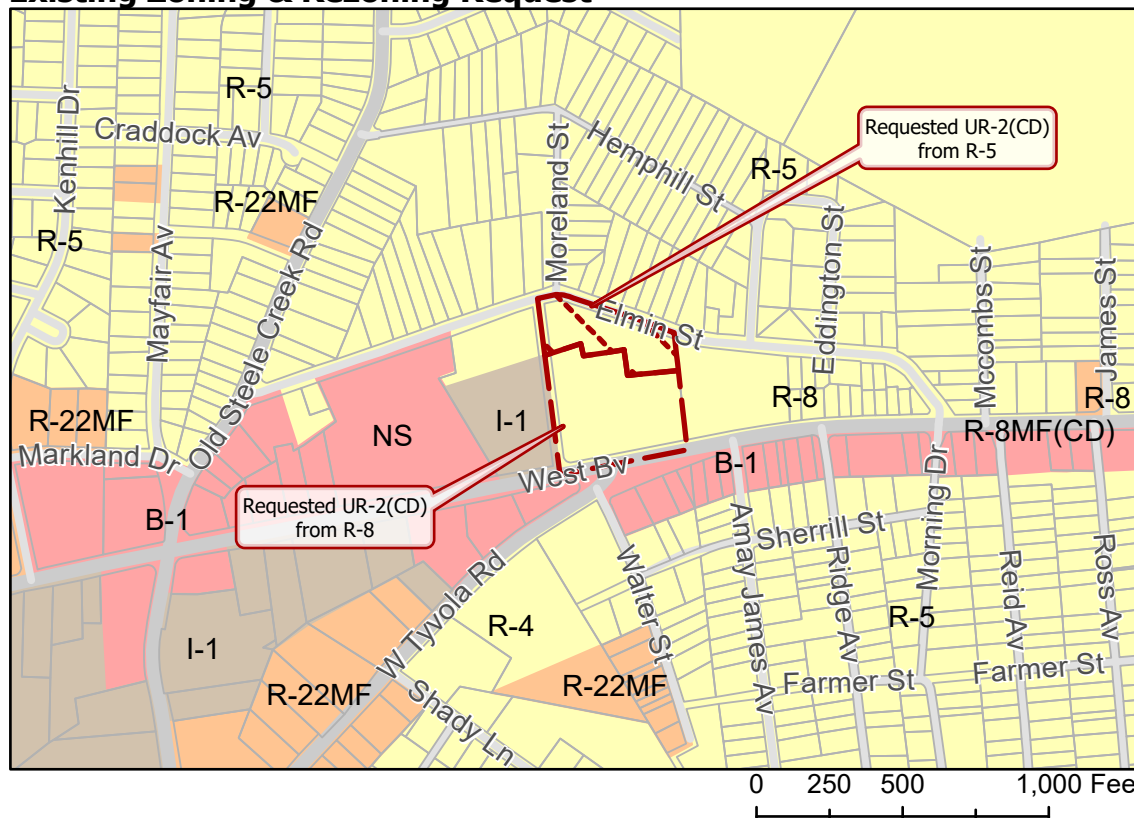 Existing Zoning & Rezoning Request
R-5
Kenhill Dr
Craddock Av
Moreland St
Hemphill St
Requested UR-2(CD)
from R-5
R-5
R-22MF
R-5
Mayfair Av
Old Steele Creek Rd
Eddington St
Mccombs St
James St
Elmin St
R-22MF
Markland Dr
NS
I-1
R-8
R-8
R-8MF(CD)
B-1
West Bv
B-1
Requested UR-2(CD)
from R-8
Sherrill St
Morning Dr
Amay James Av
Ridge Av
Reid Av
Ross Av
Walter St
W Tyvola Rd
R-4
R-5
I-1
R-22MF
R-22MF
Shady Ln
Farmer St
Farmer St
0 250 500 1,000 Fee